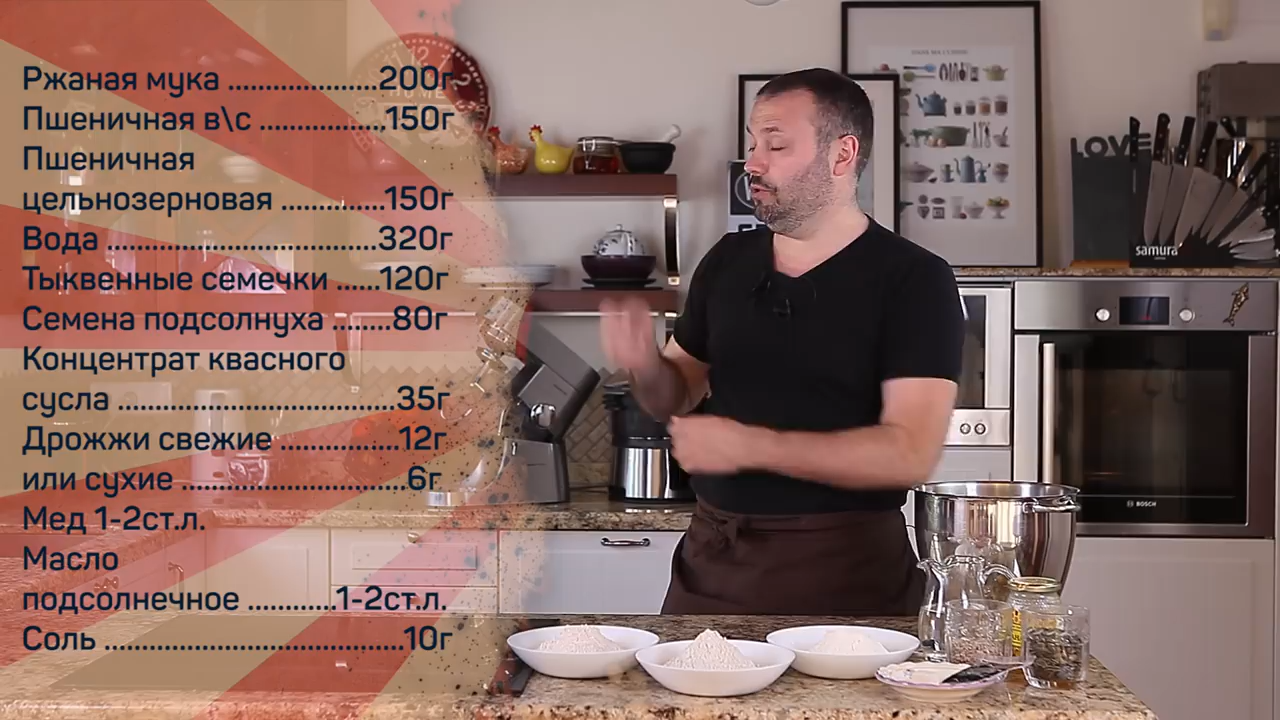 Ржаная мука ...................200г
Пшеничная в\с ................150г
Пшеничная
цельнозерновая .............150г
Вода ..................................320г
Тыквенные семечки ......120г
Семена подсолнуха ........80г
Концентрат квасного
сусла ...................................35г
Дрожжи свежие ...............12г
или сухие .............................6г
Мед 1-2ст.л.
Масло
подсолнечное ............1-2ст.л.
Соль ......................................10г
HOME
LOVE
samura
BOSCH